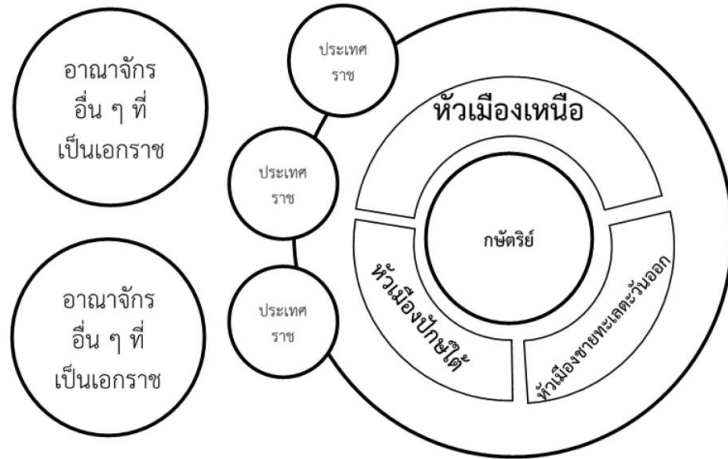 อาณาจักร
อื่น ๆ ที่
เป็นเอกราช
ประเทศ
ราช
หัวเมืองเหนือ
ประเทศ
ราช
กษัตริย์
อาณาจักร
อื่น ๆ ที่
เป็นเอกราช
ประเทศ
ราช
หัวเมืองปักษ์ใต้
หัวเมืองชายทะเลตะวันออก